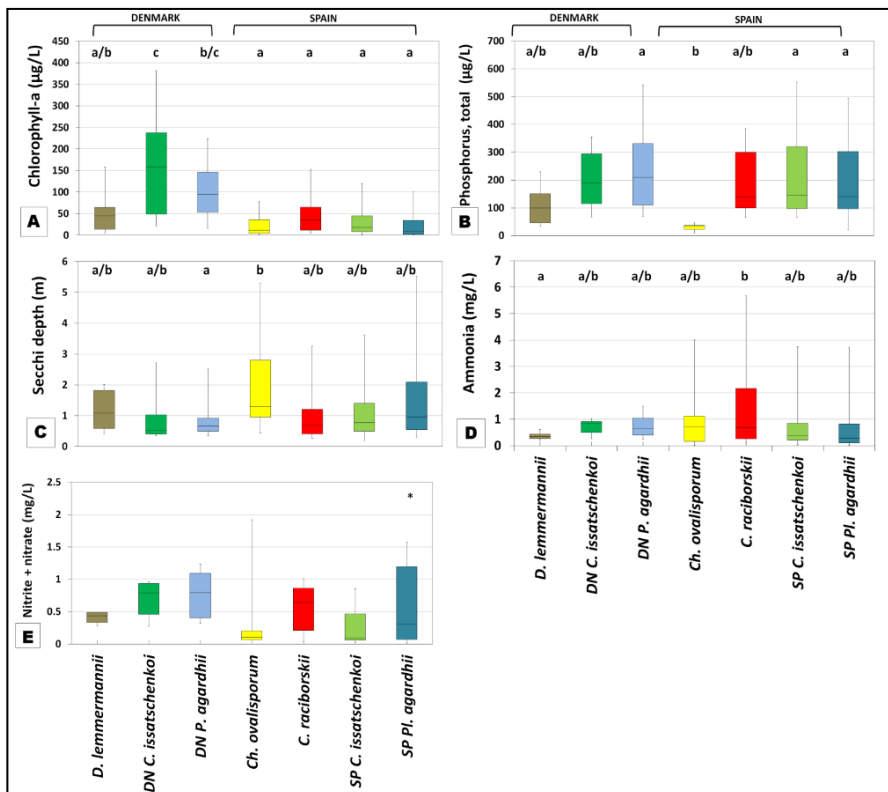 DENMARK SPAIN
Chlorophyll-a (µg/L)
450
400
350
300
250
200
150
100
50
0
a/b c b/c a a a a
A
DENMARK SPAIN
Phosphorus, total (µg/L)
700
600
500
400
300
200
100
0
a/b a/b a b a/b a a
B
Secchi depth (m)
6
5
4
3
2
1
0
a/b a/b a b a/b a/b a/b
C
Ammonia (mg/L)
7
6
5
4
3
2
1
0
a a/b a/b a/b b a/b a/b
D
D. lemmermannii
DN C. issatschenkoi
DN P. agardhii
Ch. ovalisporum
C. raciborskii
SP C. issatschenkoi
SP Pl. agardhii
Nitrite + nitrate (mg/L)
2.5
2
1.5
1
0.5
0
*
E
D. lemmermannii
DN C. issatschenkoi
DN P. agardhii
Ch. ovalisporum
C. raciborskii
SP C. issatschenkoi
SP Pl. agardhii